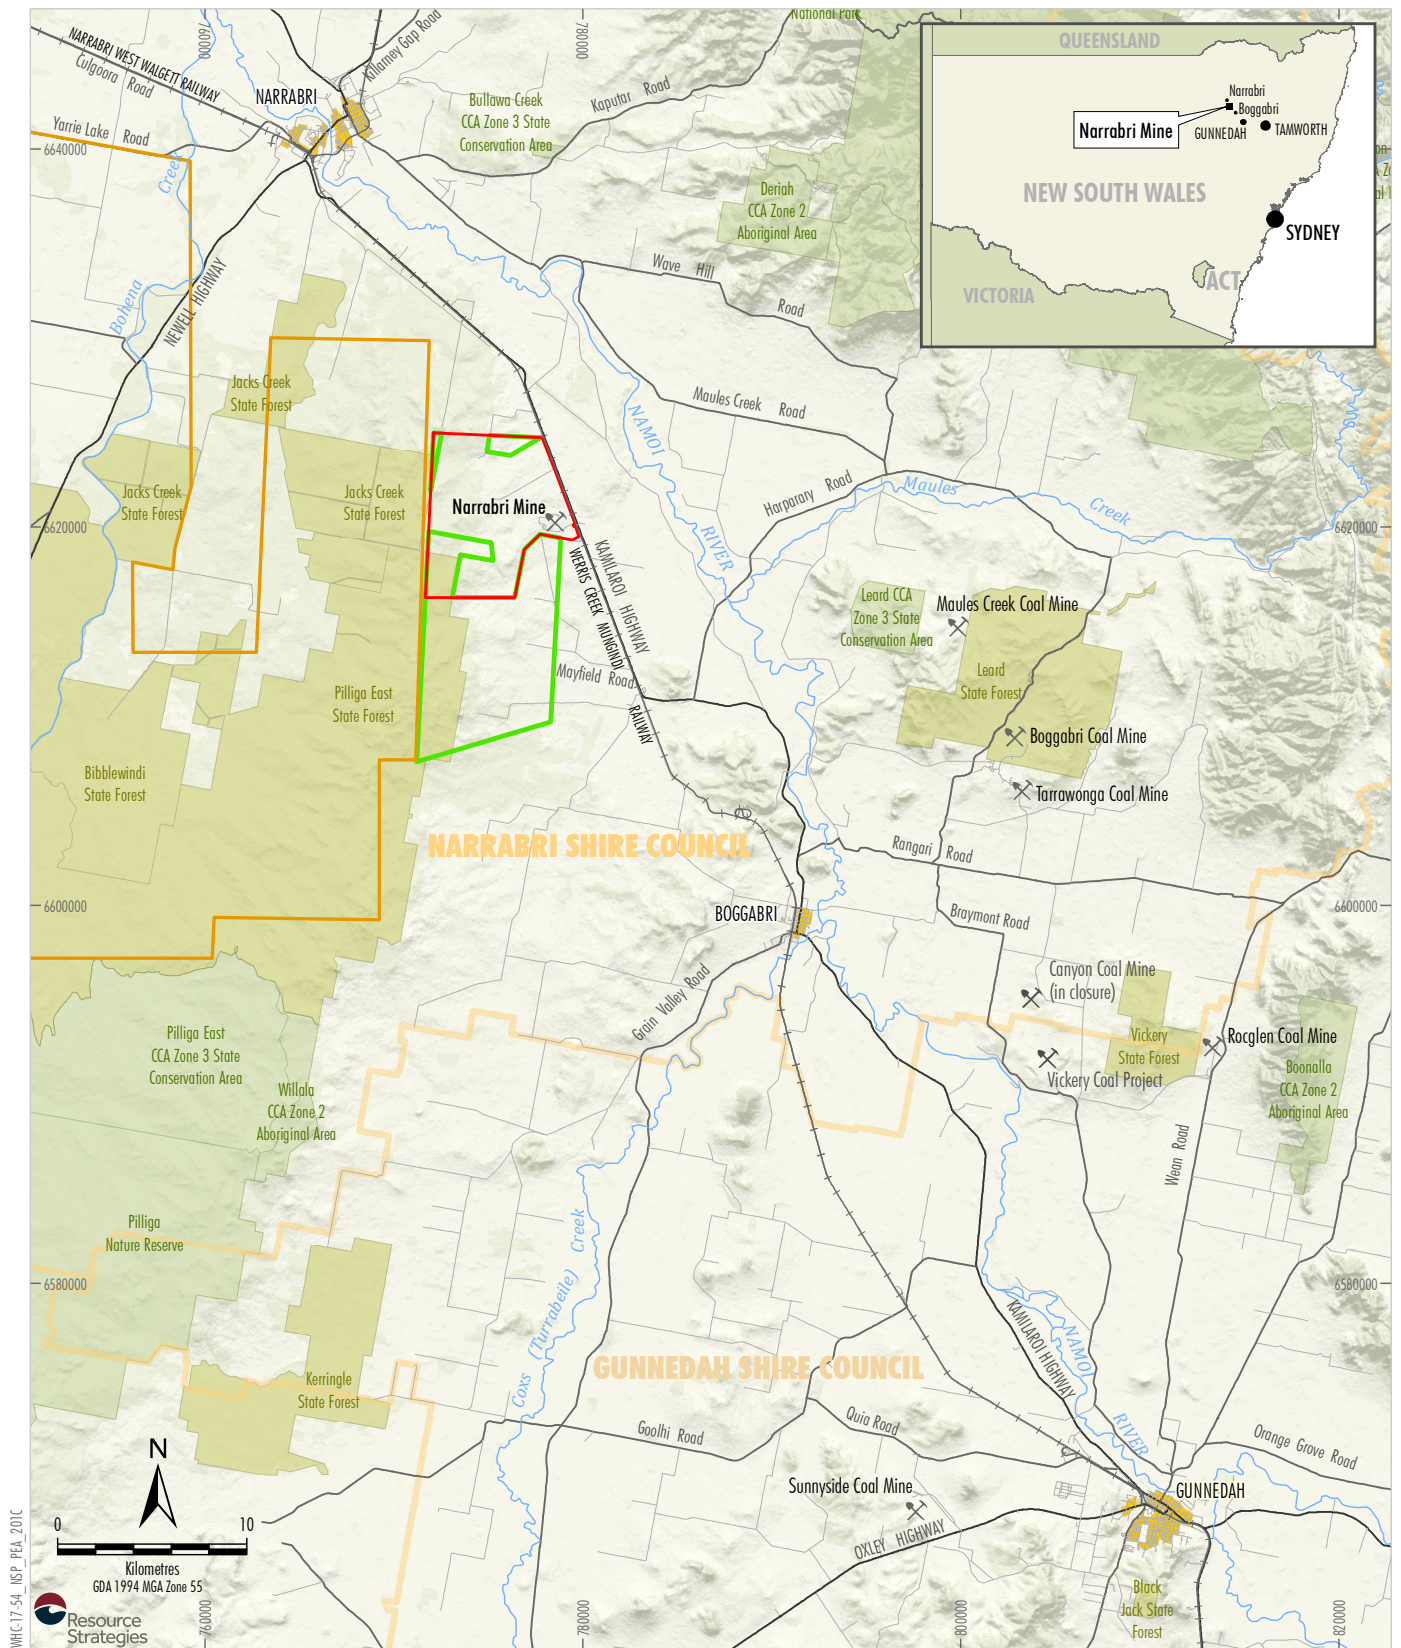 760000
780000
National Park
NARRABRI WEST WALGETT RAILWAY
Culgoora Road
Killarney Gap Road
NARRABRI
Bullawa Creek
CCA Zone 3 State
Conservation Area
Kaputar Road
Yarrie Lake Road
6640000
Creek
Bohena
NEWELL HIGHWAY
Deriah
CCA Zone 2
Aboriginal Area
Wave Hill
Road
QUEENSLAND
Narrabri
Boggabri
Narrabri Mine
GUNNEDAH
TAMWORTH
NEW SOUTH WALES
SYDNEY
ACT
VICTORIA
Jacks Creek
State Forest
Maules Creek Road
NAMOI
RIVER
Jacks Creek
State Forest
Jacks Creek
State Forest
Narrabri Mine
Harparary Road
Maules
Creek
6620000
6620000
KAMILAROI HIGHWAY
WERRIS CREEK MUNGINDI
RAILWAY
Leard CCA
Zone 3 State
Conservation Area
Maules Creek Coal Mine
Leard
State Forest
Mayfield Road
Pilliga East
State Forest
Boggabri Coal Mine
Bibblewindi
State Forest
Tarrawonga Coal Mine
NARRABRI SHIRE COUNCIL
Rangari Road
6600000
6600000
BOGGABRI
Braymont Road
Grain Valley Road
Canyon Coal Mine
(in closure)
Pilliga East
CCA Zone 3 State
Conservation Area
Vickery
State Forest
Rocglen Coal Mine
Vickery Coal Project
Boonalla
CCA Zone 2
Aboriginal Area
Willala
CCA Zone 2
Aboriginal Area
Wean Road
Pilliga
Nature Reserve
6580000
6580000
Coxs (Turrabeile) Creek
KAMILAROI HIGHWAY
NAMOI
RIVER
GUNNEDAH SHIRE COUNCIL
Kerringle
State Forest
Goolhi Road
Quia Road
Orange Grove Road
Sunnyside Coal Mine
GUNNEDAH
OXLEY HIGHWAY
Black
Jack State
Forest
N
0 10
Kilometres
GDA 1994 MGA Zone 55
Resource
Strategies
WHC-17-54_NSP_PEA_201C
760000
780000
800000
820000